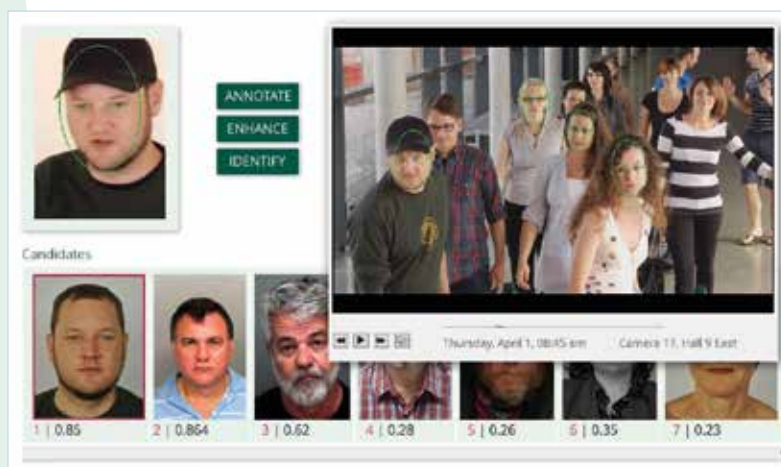 ANNOTATE
ENHANCE
IDENTIFY
Candidates
Thursday, April 1, 08:45 am
Camera 17, Hall 9 East
1 | 0.85
2 | 0.864
3 | 0.62
4 | 0.28
5 | 0.26
6 | 0.35
7 | 0.23